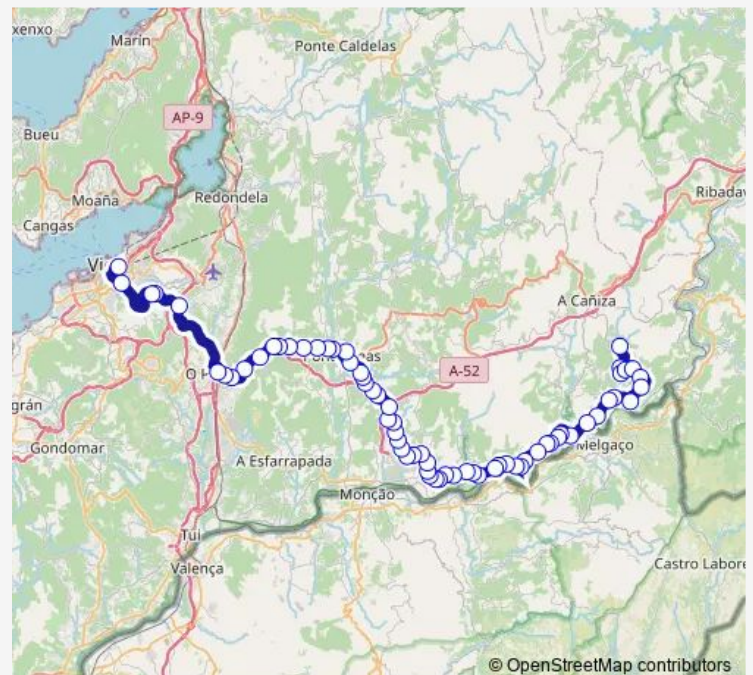 xenxo
Marín
Ponte Caldelas
AP-9
Bueu
Moaña
Redondela
Cangas
Ribada
Vi
A Cañiza
A-52
grán
Gondomar
A Esfarrapada
Melgaço
Monção
Tui
Valença
Castro Labore
© OpenStreetMap contributors